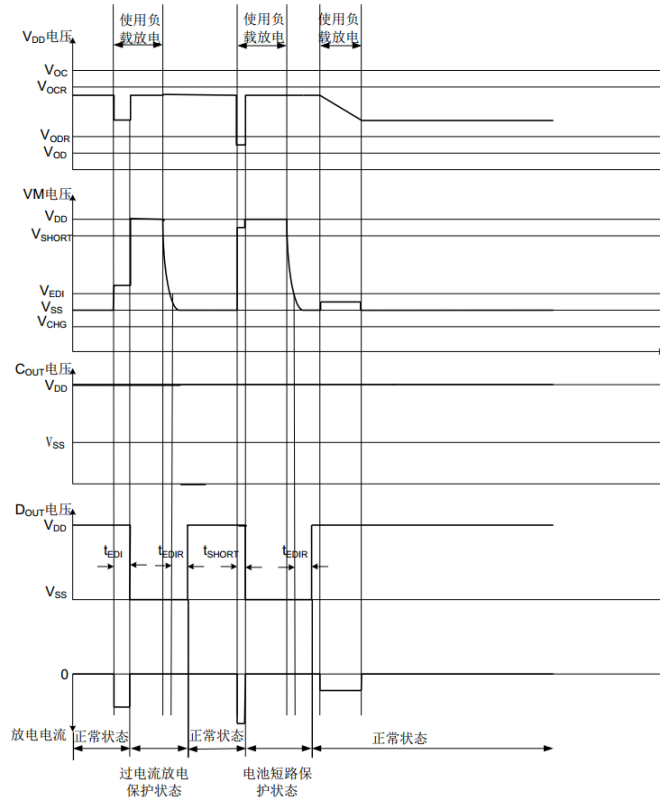 使用负
载放电
使用负
载放电
使用负
载放电
VDD电压
VOC
VOCR
VODR
VOD
VM电压
VDD
VSHORT
VEDI
VSS
VCHG
COUT电压
VDD
VSS
DOUT电压
VDD
tEDI
tEDIR
tSHORT
tEDIR
VSS
0
放电电流
正常状态
正常状态
正常状态
过电流放电
保护状态
电池短路保
护状态